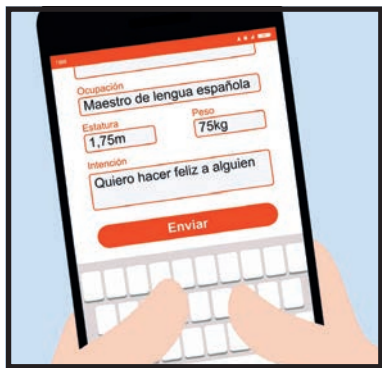 Ocupación
Maestro de lengua española
Estatura
Peso
1,75m
75kg
Intención
Quiero hacer feliz a alguien
Enviar